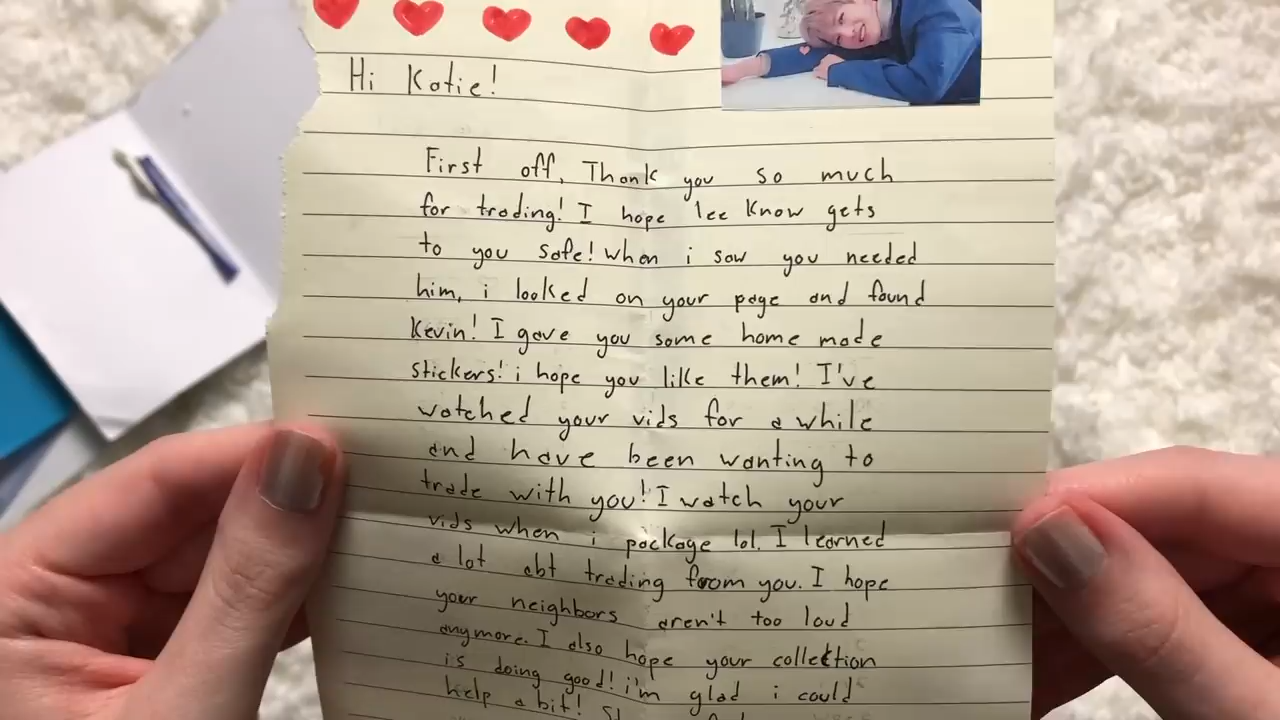 Hi Katie!
First off, Thank you so much
for trading! I hope lee know gets
to you safe! when i saw you needed
him, i looked on your page and found
Kevin! I gave you some home made
stickers! i hope you like them! I've
watched your vids for a while
and have been wanting to
trade with you! I watch your
vids when i package lol. I learned
a lot abt trading from you. I hope
your neighbors aren't too loud
anymore. I also hope your collection
is doing good! i'm glad i could
help a bit!